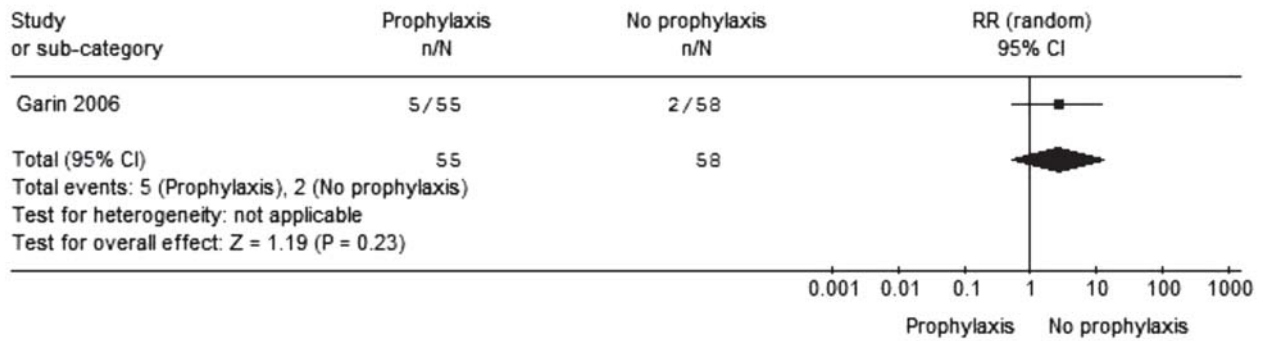 Study Prophylaxis No prophylaxis RR (random)
or sub-category n/N n/N 95% CI
Garin 2006 5/55 2/58
Total (95% CI) 55 58
Total events: 5 (Prophylaxis), 2 (No prophylaxis)
Test for heterogeneity: not applicable
Test for overall effect: Z = 1.19 (P = 0.23)
0.001 0.01 0.1 1 10 100 1000
Prophylaxis No prophylaxis